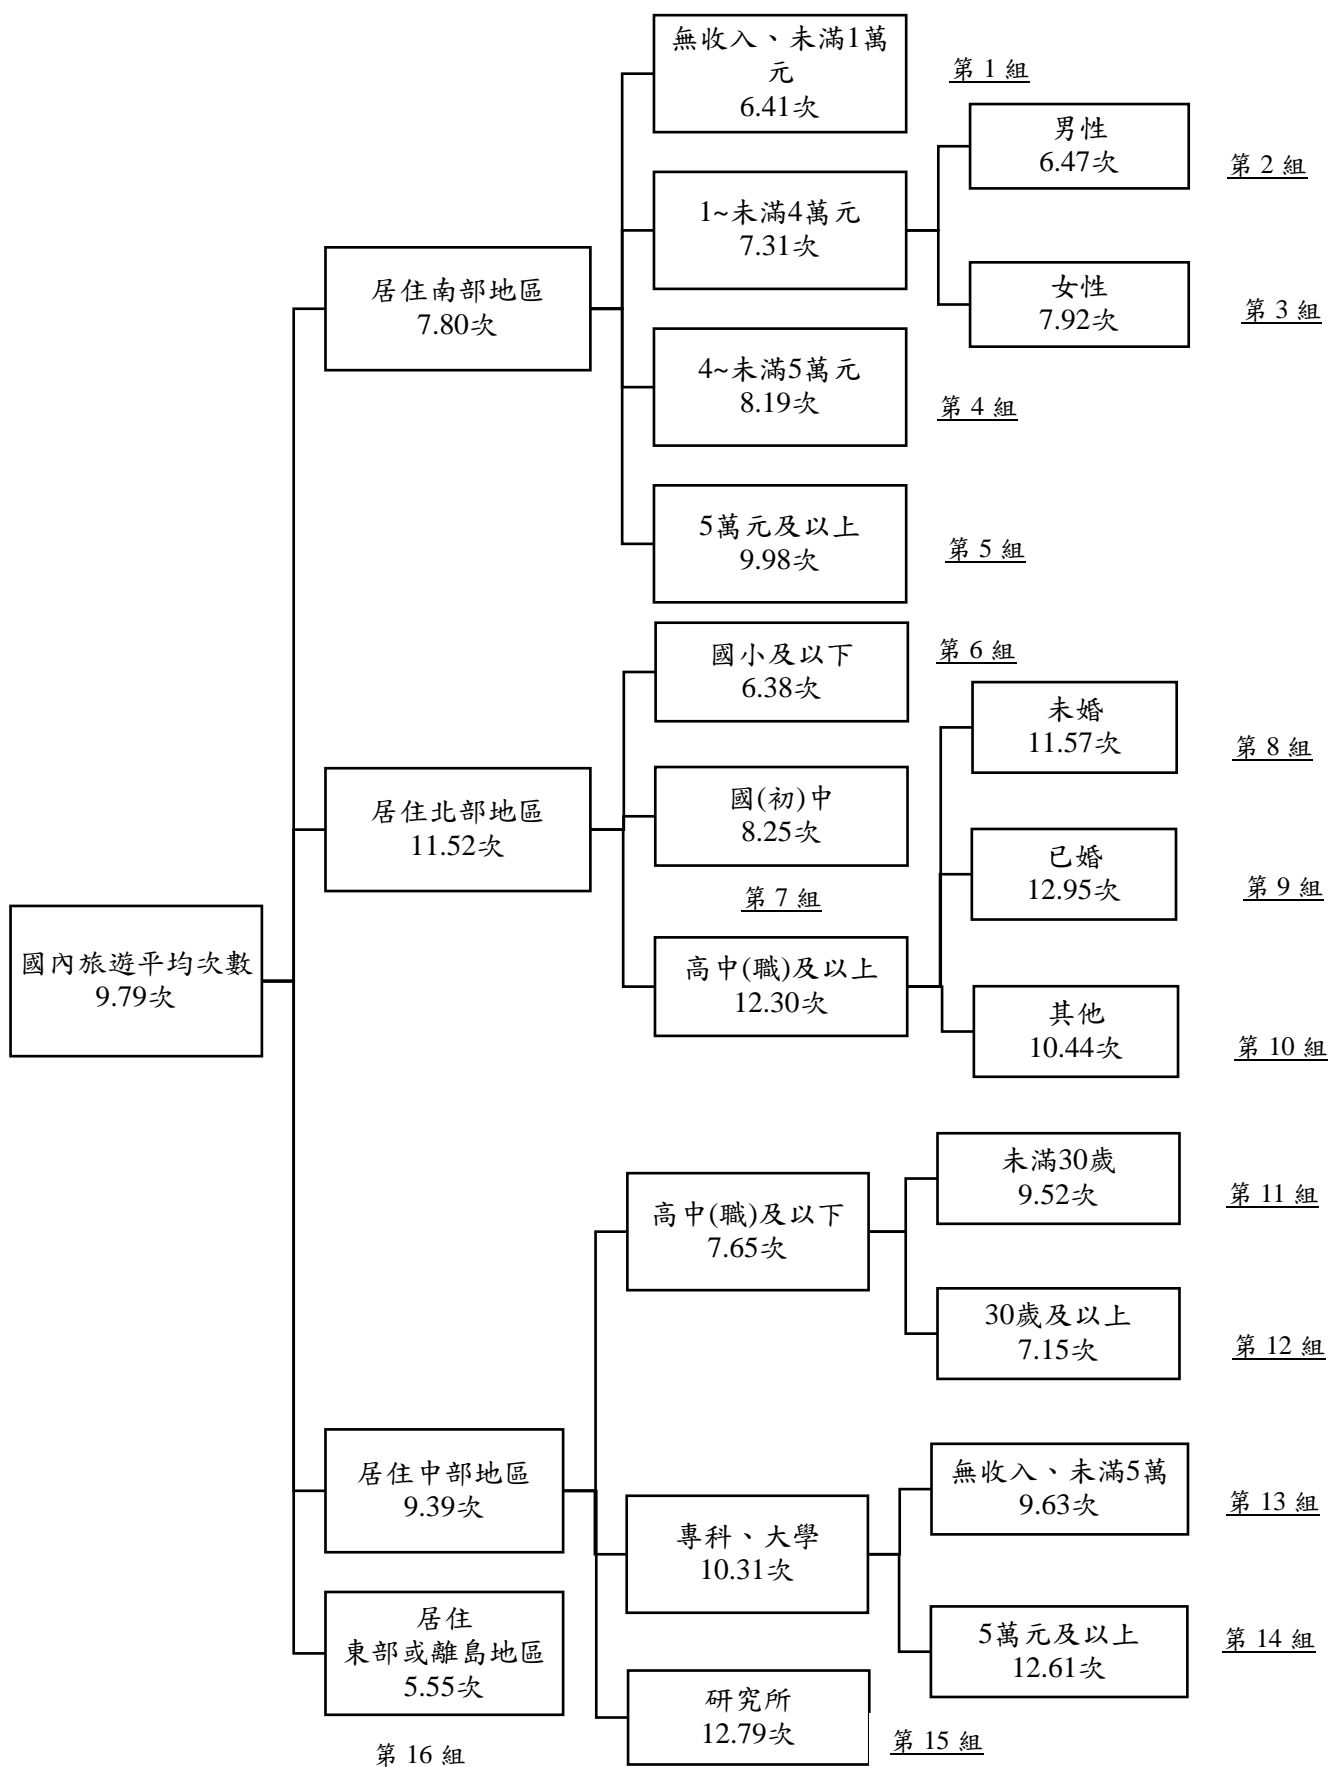 無收入、未滿1萬
元
6.41次
第 1 組
男性
6.47次
第 2 組
1~未滿4萬元
7.31次
女性
7.92次
第 3 組
居住南部地區
7.80次
4~未滿5萬元
8.19次
第 4 組
5萬元及以上
9.98次
第 5 組
國小及以下
6.38次
第 6 組
未婚
11.57次
第 8 組
居住北部地區
11.52次
國(初)中
8.25次
第 7 組
已婚
12.95次
第 9 組
國內旅遊平均次數
9.79次
高中(職)及以上
12.30次
其他
10.44次
第 10 組
未滿30歲
9.52次
第 11 組
高中(職)及以下
7.65次
30歲及以上
7.15次
第 12 組
居住中部地區
9.39次
無收入、未滿5萬
9.63次
第 13 組
專科、大學
10.31次
5萬元及以上
12.61次
第 14 組
居住
東部或離島地區
5.55次
第 16 組
研究所
12.79次
第 15 組